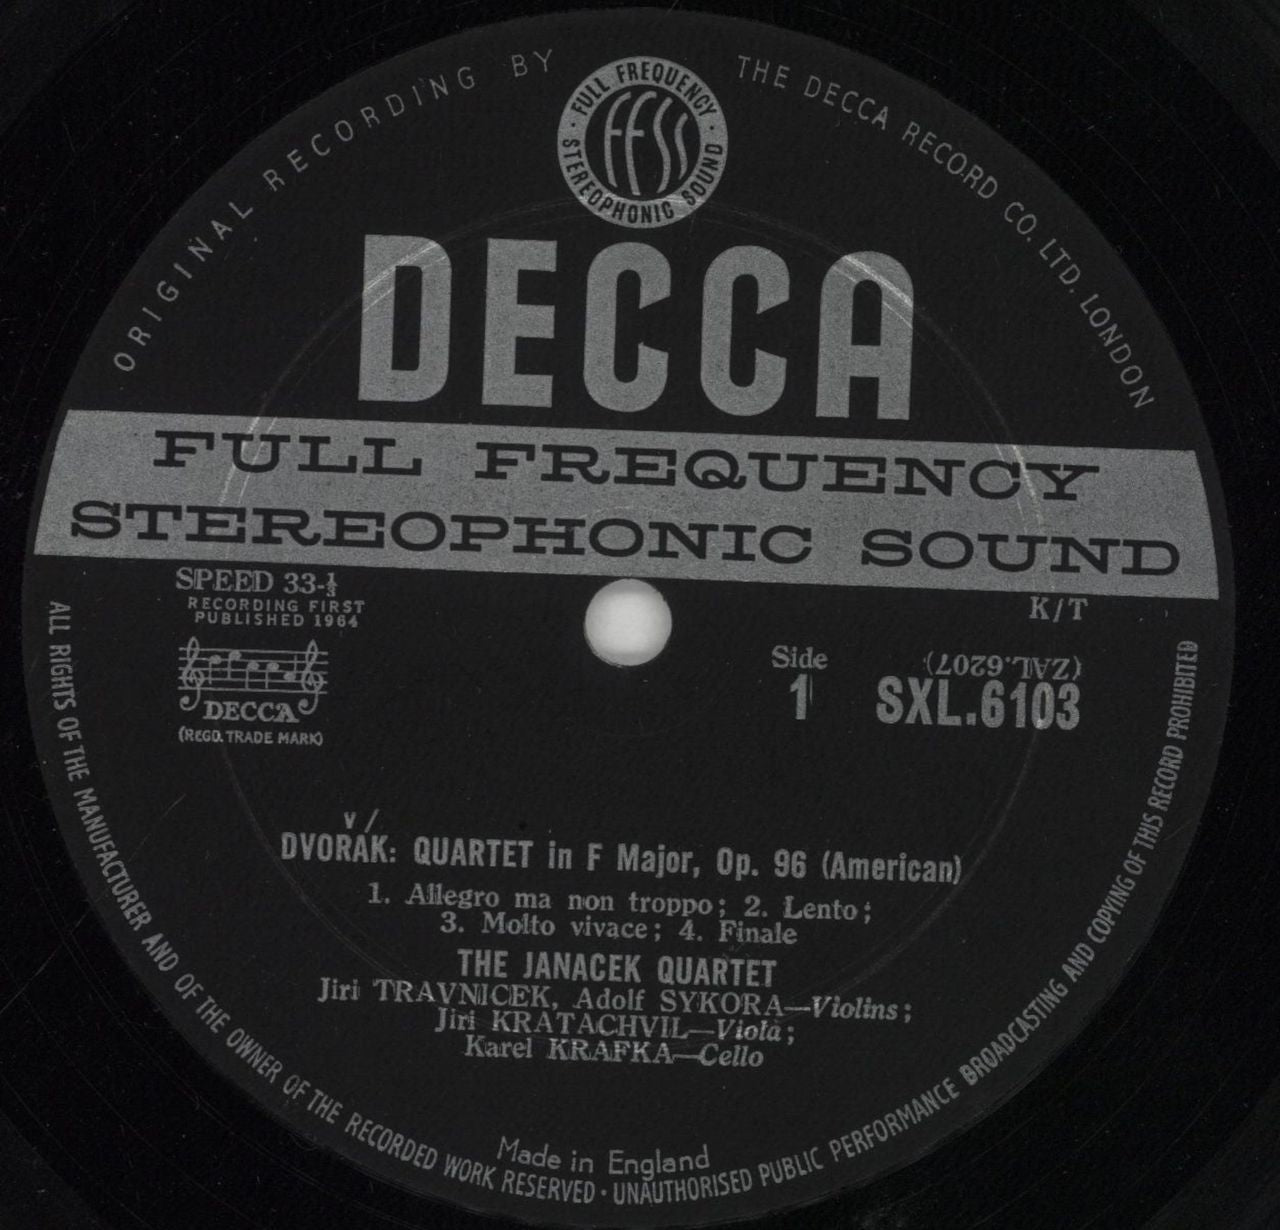 ORIGINAL RECORDING BY THE DECCA RECORD CO. LTD. LONDON
· FULL FREQUENCY · STEREOPHONIC SOUND
FFSS
DECCA
FULL FREQUENCY
STEREOPHONIC SOUND
SPEED 33-⅓
RECORDING FIRST
PUBLISHED 1964
DECCA
(REGD. TRADE MARK)
K/T
Side
1
(ZAL.6207)
SXL.6103
v /
DVORAK: QUARTET in F Major, Op. 96 (American)
1. Allegro ma non troppo; 2. Lento;
3. Molto vivace; 4. Finale
THE JANACEK QUARTET
Jiri TRAVNICEK, Adolf SYKORA—Violins;
Jiri KRATACHVIL—Viola;
Karel KRAFKA—Cello
Made in England
ALL RIGHTS OF THE MANUFACTURER AND OF THE OWNER OF THE RECORDED WORK RESERVED · UNAUTHORISED PUBLIC PERFORMANCE BROADCASTING AND COPYING OF THIS RECORD PROHIBITED